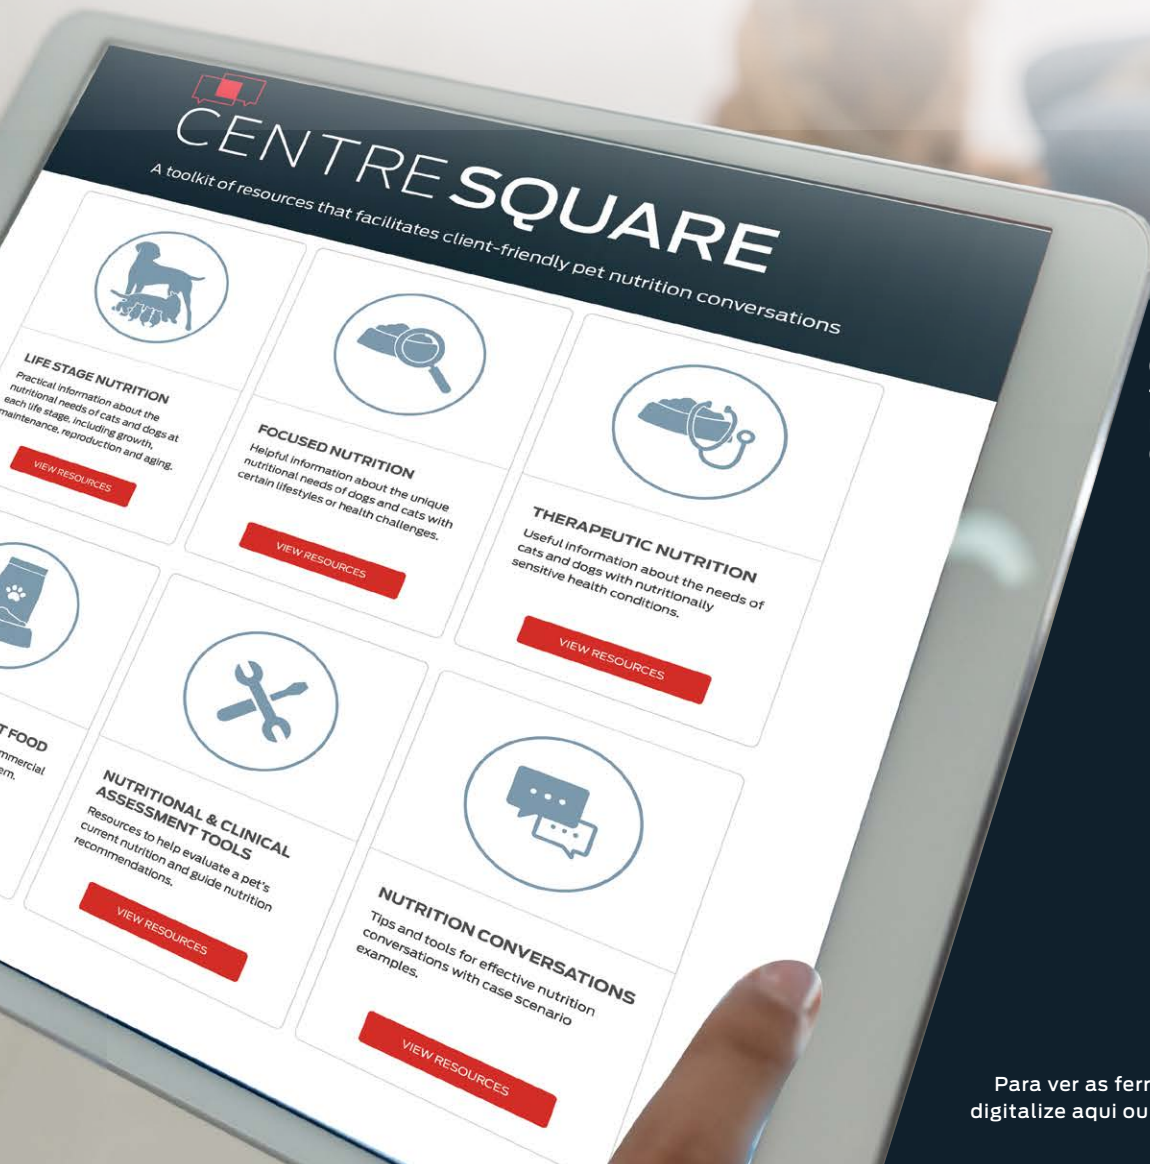 CENTRE SQUARE
A toolkit of resources that facilitates client-friendly pet nutrition conversations
LIFE STAGE NUTRITION
Practical information about the
nutritional needs of cats and dogs at
each life stage, including growth,
maintenance, reproduction and aging.
VIEW RESOURCES
FOCUSED NUTRITION
Helpful information about the unique
nutritional needs of dogs and cats with
certain lifestyles or health challenges.
VIEW RESOURCES
THERAPEUTIC NUTRITION
Useful information about the needs of
cats and dogs with nutritionally
sensitive health conditions.
VIEW RESOURCES
FOOD
NUTRITIONAL & CLINICAL
ASSESSMENT TOOLS
Resources to help evaluate a pet's
current nutrition and guide nutrition
recommendations.
VIEW RESOURCES
NUTRITION CONVERSATIONS
Tips and tools for effective nutrition
conversations with case scenario
examples.
VIEW RESOURCES
Para ver as
digitalize aqui ou